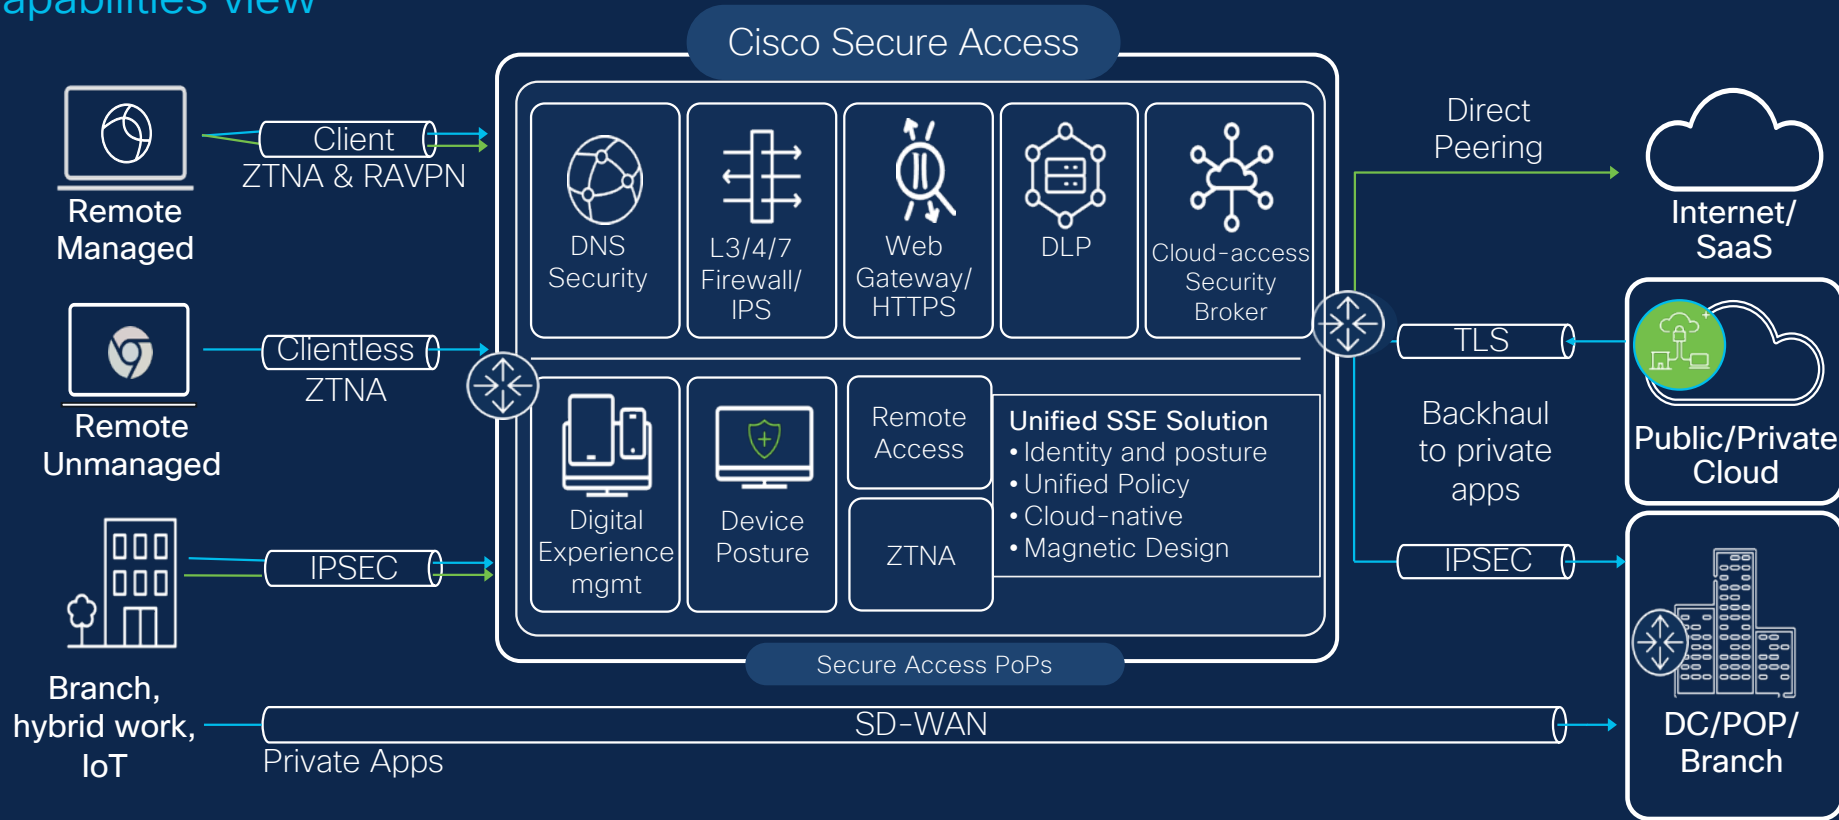 apabilities view
Cisco Secure Access
Client
ZTNA & RAVPN
Remote
Managed
Clientless
ZTNA
Remote
Unmanaged
IPSEC
Branch,
hybrid work,
IoT
DNS
Security
L3/4/7
Firewall/
IPS
Web
Gateway/
HTTPS
DLP
Cloud-access
Security
Broker
Digital
Experience
mgmt
Device
Posture
Remote
Access
ZTNA
Unified SSE Solution
• Identity and posture
• Unified Policy
• Cloud-native
• Magnetic Design
Secure Access PoPs
Direct
Peering
Internet/
SaaS
TLS
Public/Private
Cloud
Backhaul
to private
apps
IPSEC
DC/POP/
Branch
SD-WAN
Private Apps